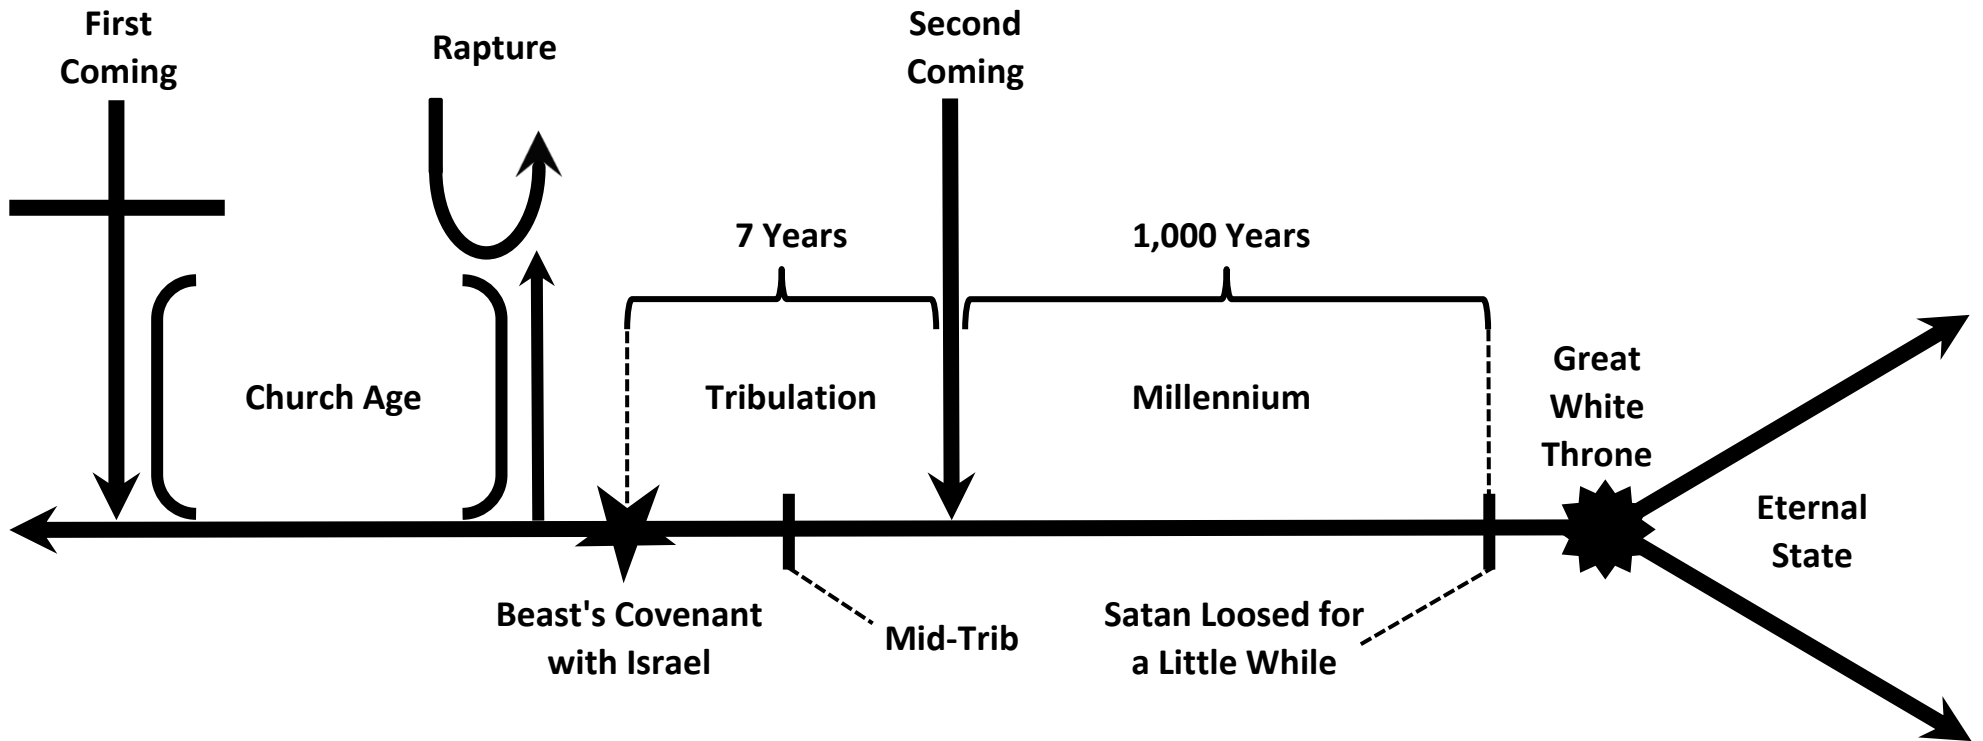 First
Coming
Rapture
Second
Coming
7 Years
1,000 Years
Church Age
Tribulation
Millennium
Great
White
Throne
Eternal
State
Beast's Covenant
with Israel
Mid-Trib
Satan Loosed for
a Little While